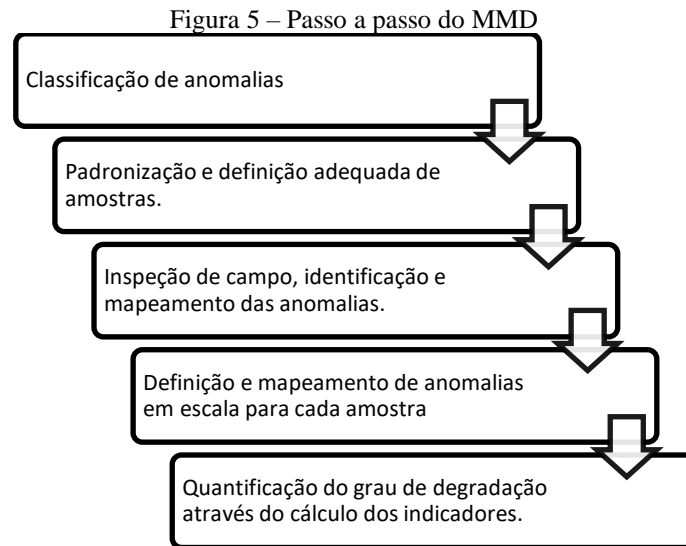 Figura 5 – Passo a passo do MMD
Classificação de anomalias
Padronização e definição adequada de
amostras.
Inspeção de campo, identificação e
mapeamento das anomalias.
Definição e mapeamento de anomalias
em escala para cada amostra
Quantificação do grau de degradação
através do cálculo dos indicadores.